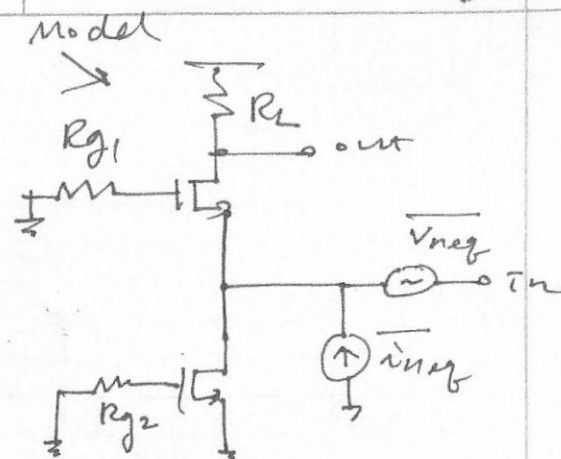 Model
RL
Rg1
out
Vneq
In
ineq
Rg2